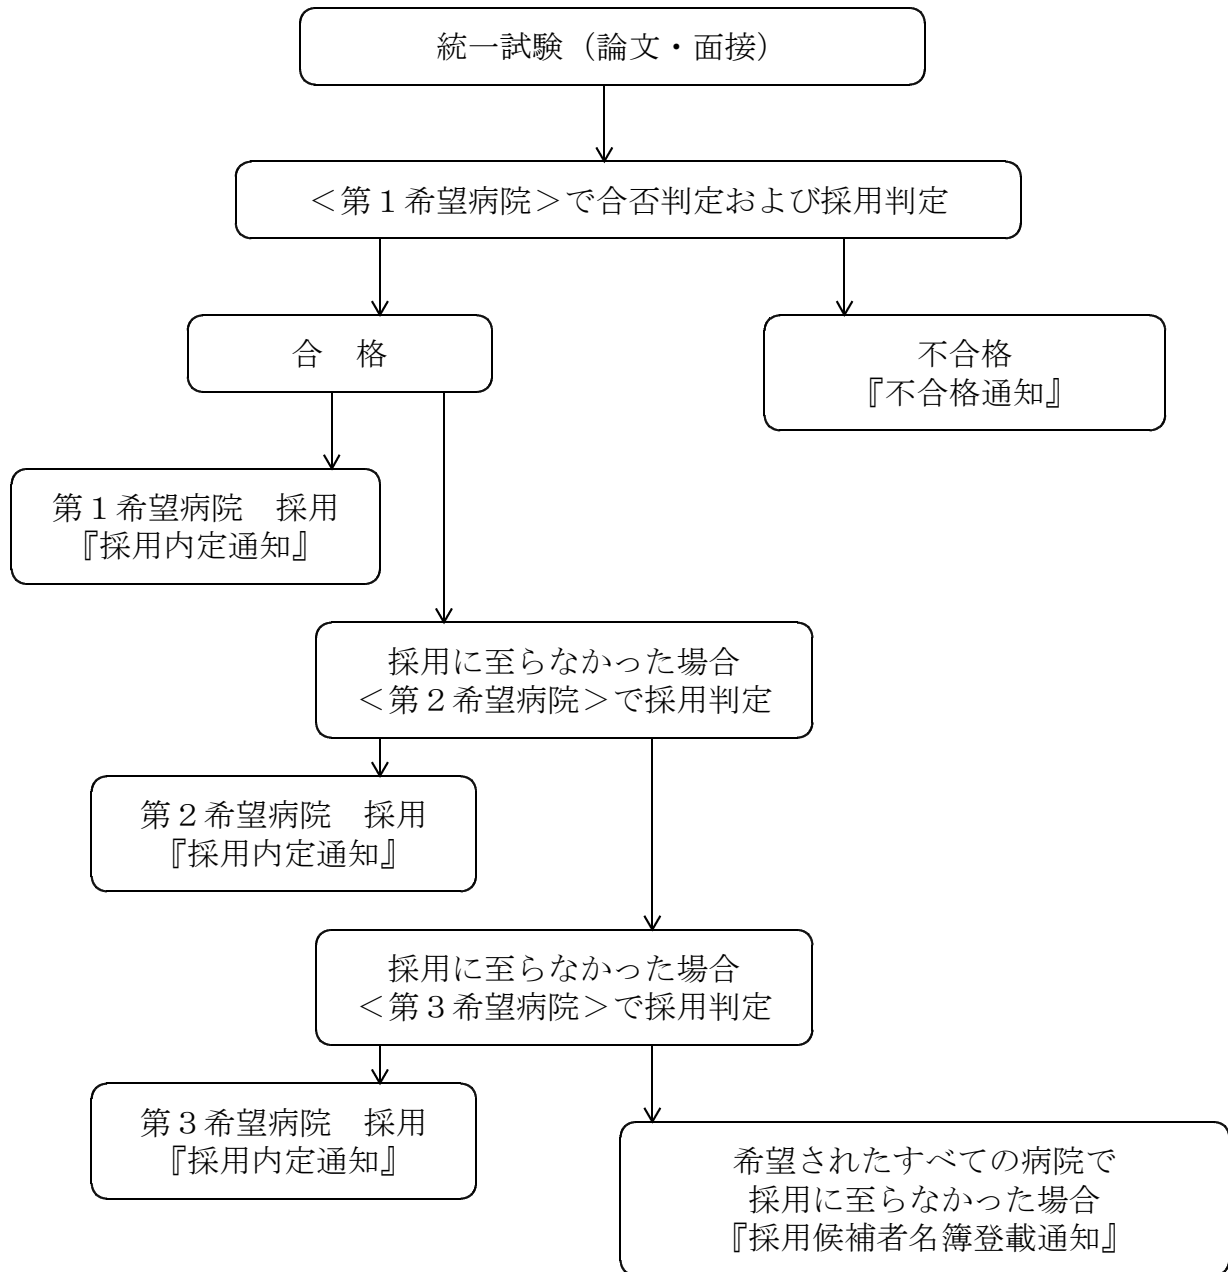 統一試験（論文・面接）
＜第１希望病院＞で合否判定および採用判定
合　格
不合格
『不合格通知』
第１希望病院　採用
『採用内定通知』
採用に至らなかった場合
＜第２希望病院＞で採用判定
第２希望病院　採用
『採用内定通知』
採用に至らなかった場合
＜第３希望病院＞で採用判定
第３希望病院　採用
『採用内定通知』
希望されたすべての病院で
採用に至らなかった場合
『採用候補者名簿登載通知』